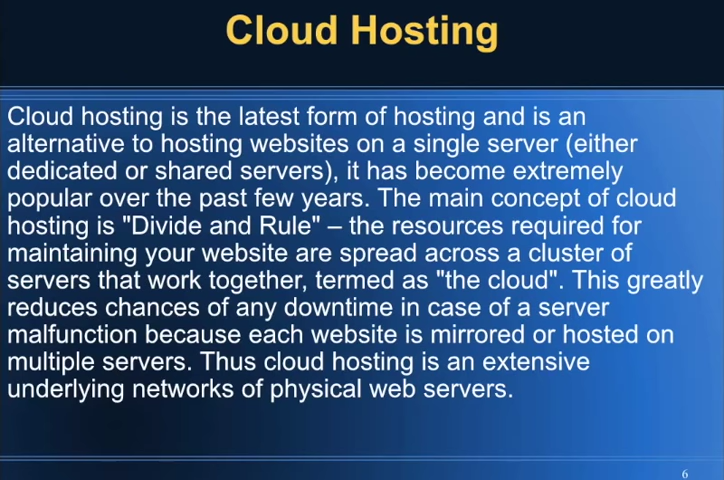 Cloud Hosting
Cloud hosting is the latest form of hosting and is an
alternative to hosting websites on a single server (either
dedicated or shared servers), it has become extremely
popular over the past few years. The main concept of cloud
hosting is "Divide and Rule" – the resources required for
maintaining your website are spread across a cluster of
servers that work together, termed as "the cloud". This greatly
reduces chances of any downtime in case of a server
malfunction because each website is mirrored or hosted on
multiple servers. Thus cloud hosting is an extensive
underlying networks of physical web servers.
6